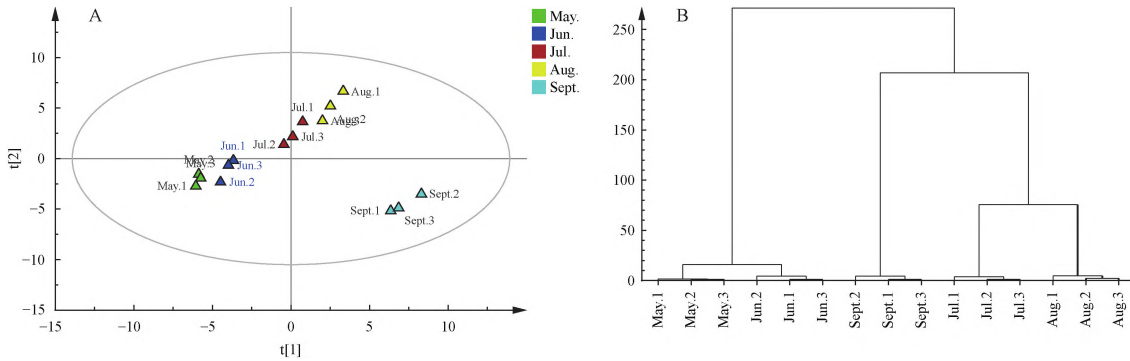 A
May.
Jun.
Jul.
Aug.
Sept.
t[2]
10
5
0
−5
−10
−15
−15
−10
−5
0
5
10
t[1]
Aug.1
Jul.1
Aug.2
Jul.3
Jul.2
Jun.1
May.2
May.3
Jun.3
May.1
Jun.2
Sept.2
Sept.1
Sept.3
B
250
200
150
100
50
0
May.1
May.2
May.3
Jun.2
Jun.1
Jun.3
Sept.2
Sept.1
Sept.3
Jul.1
Jul.2
Jul.3
Aug.1
Aug.2
Aug.3